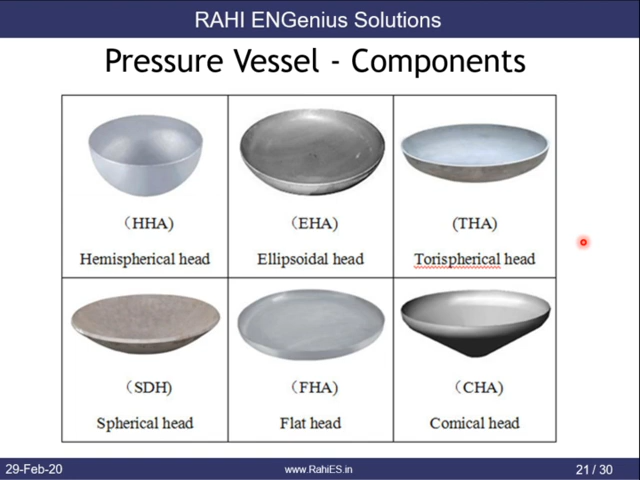 RAHI ENGenius Solutions
Pressure Vessel - Components
（HHA)
Hemispherical head
（EHA)
Ellipsoidal head
(THA)
Torispherical head
（SDH)
Spherical head
（FHA)
Flat head
（CHA)
Comical head
29-Feb-20
www.RahiES.in
21 / 30